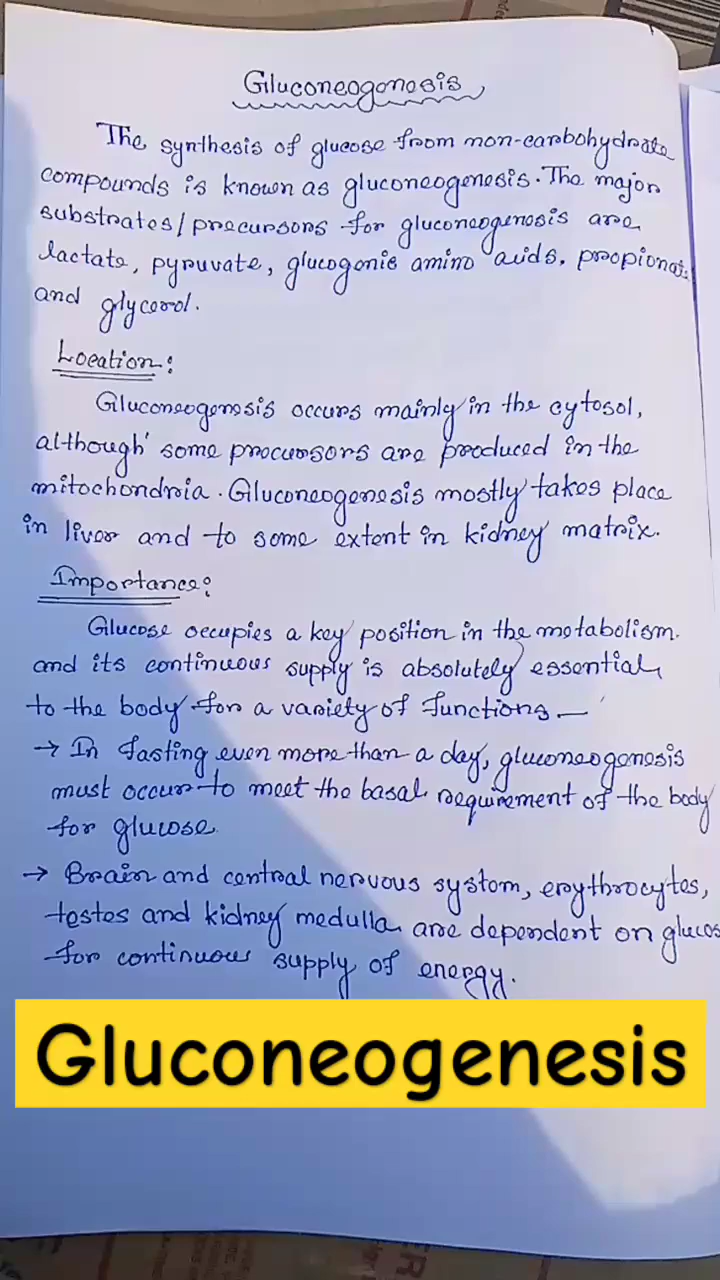 Gluconeogenesis
The synthesis of glucose from non-carbohydrate
compounds is known as gluconeogenesis. The major
substrates/precursors for gluconeogenesis are
lactate, pyruvate, glucogenic amino acids, propionate
and glycerol.
Location:
Gluconeogenesis occurs mainly in the cytosol,
although some precursors are produced in the
mitochondria. Gluconeogenesis mostly takes place
in liver and to some extent in kidney matrix.
Importance:
Glucose occupies a key position in the metabolism
and its continuous supply is absolutely essential
to the body for a variety of functions —
→ In fasting even more than a day, gluconeogenesis
must occur to meet the basal requirement of the body
for glucose.
→ Brain and central nervous system, erythrocytes,
testes and kidney medulla are dependent on glucos
for continuous supply of energy.
Gluconeogenesis